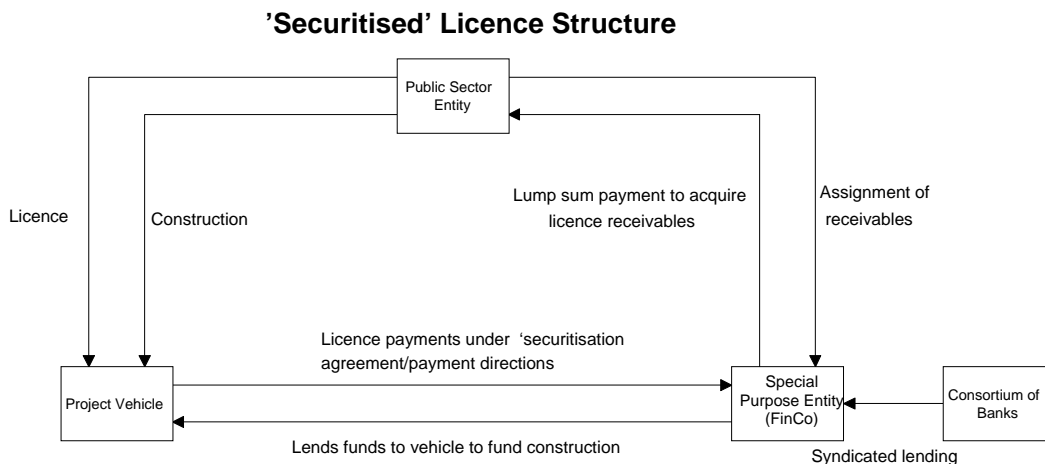 ’Securitised’ Licence Structure
Public Sector
Entity
Licence
Construction
Lump sum payment to acquire
licence receivables
Assignment of
receivables
Licence payments under ‘securitisation
agreement/payment directions
Project Vehicle
Special
Purpose Entity
(FinCo)
Consortium of
Banks
Lends funds to vehicle to fund construction
Syndicated lending